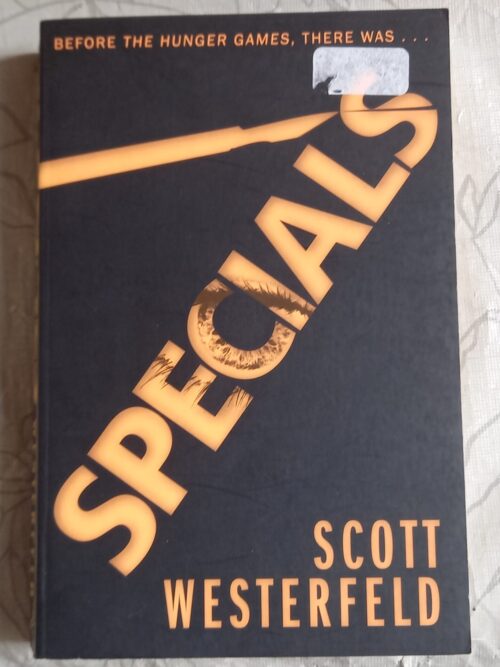 BEFORE THE HUNGER GAMES, THERE WAS . . .
SPECIALS
SCOTT
WESTERFELD